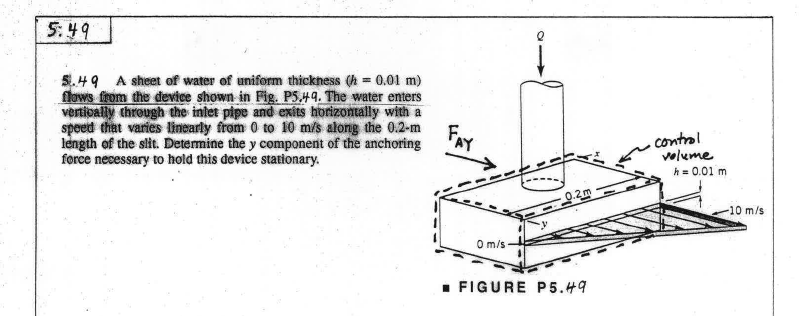 5.49
5.49 A sheet of water of uniform thickness (h = 0.01 m)
flows from the device shown in Fig. P5.49. The water enters
vertically through the inlet pipe and exits horizontally with a
speed that varies linearly from 0 to 10 m/s along the 0.2-m
length of the slit. Determine the y component of the anchoring
force necessary to hold this device stationary.
Q
F_AY
control
volume
x
h = 0.01 m
0.2 m
10 m/s
y
0 m/s
■ FIGURE P5.49